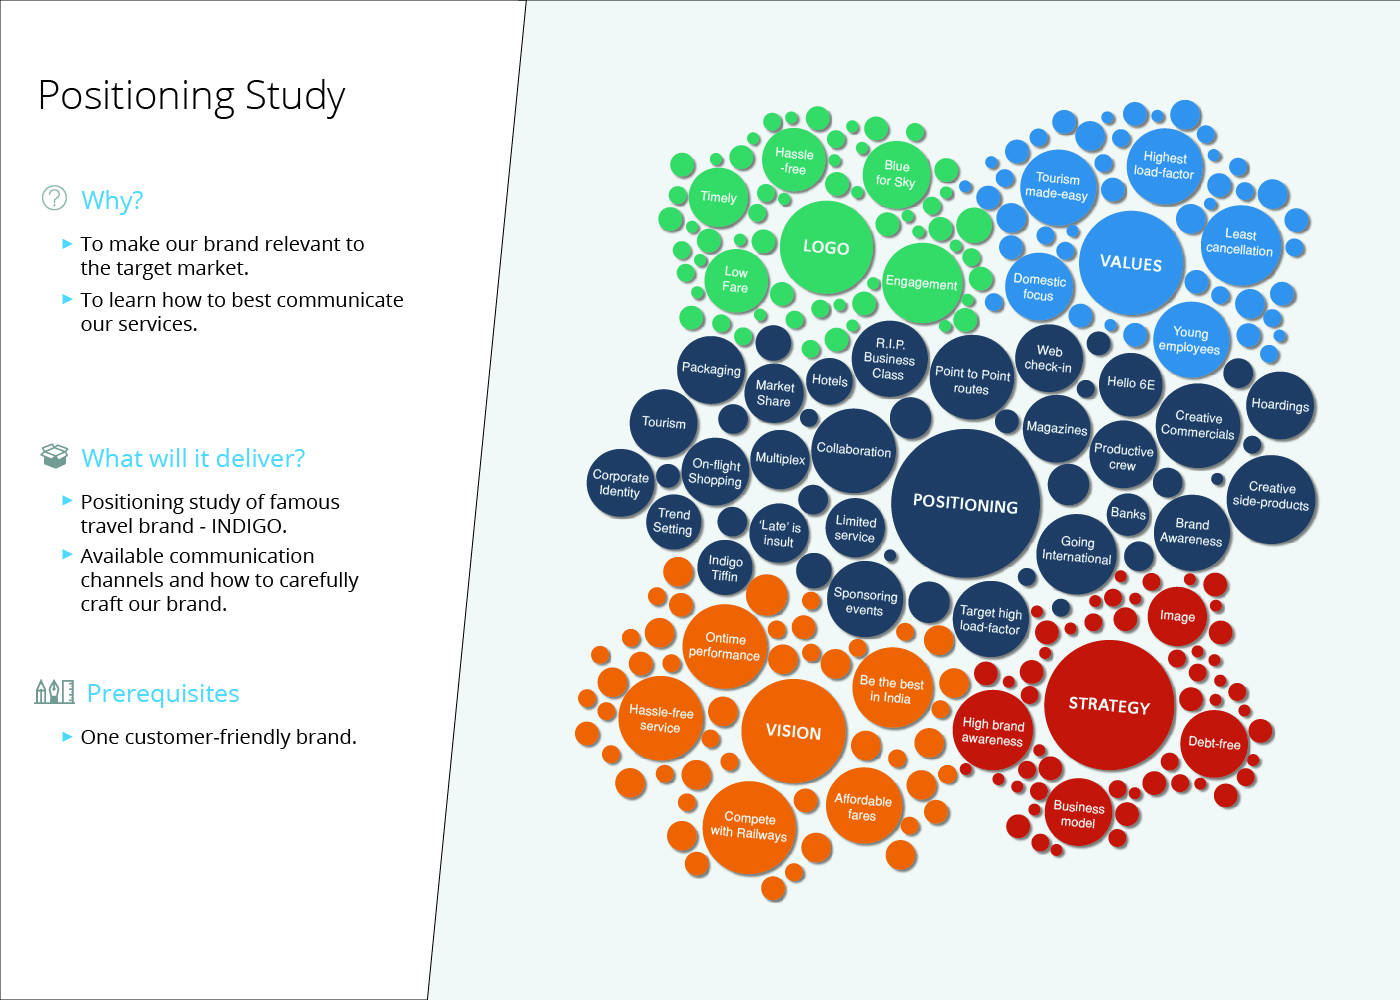 Positioning Study
Why?
To make our brand relevant to
the target market.
To learn how to best communicate
our services.
What will it deliver?
Positioning study of famous
travel brand - INDIGO.
Available communication
channels and how to carefully
craft our brand.
Prerequisites
One customer-friendly brand.
Hassle
-free
Blue
for Sky
Timely
LOGO
Low
Fare
Engagement
Highest
load-factor
Tourism
made-easy
Least
cancellation
VALUES
Domestic
focus
Young
employees
R.I.P.
Business
Class
Web
check-in
Packaging
Point to Point
routes
Hotels
Market
Share
Hello 6E
Hoardings
Tourism
Creative
Commercials
Magazines
Collaboration
Productive
crew
Multiplex
On-flight
Shopping
Corporate
Identity
POSITIONING
Creative
side-products
Trend
Setting
‘Late’ is
insult
Limited
service
Banks
Brand
Awareness
Going
International
Indigo
Tiffin
Sponsoring
events
Target high
load-factor
Ontime
performance
Be the best
in India
Hassle-free
service
VISION
Affordable
fares
Compete
with Railways
Image
STRATEGY
High brand
awareness
Debt-free
Business
model